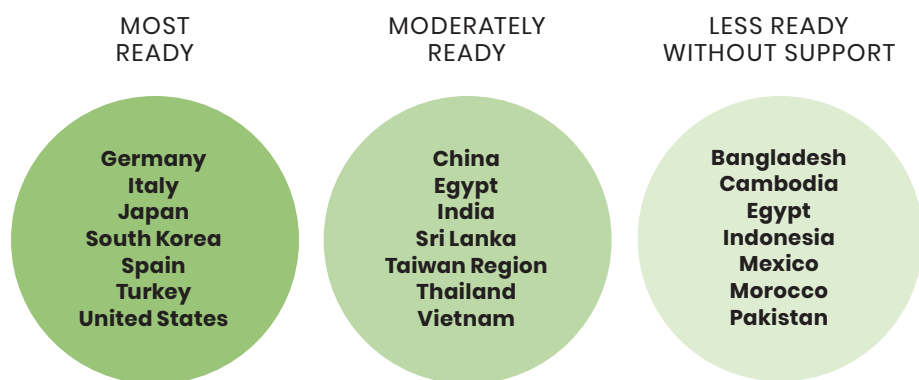 MOST
READY
Germany
Italy
Japan
South Korea
Spain
Turkey
United States
MODERATELY
READY
China
Egypt
India
Sri Lanka
Taiwan Region
Thailand
Vietnam
LESS READY
WITHOUT SUPPORT
Bangladesh
Cambodia
Egypt
Indonesia
Mexico
Morocco
Pakistan